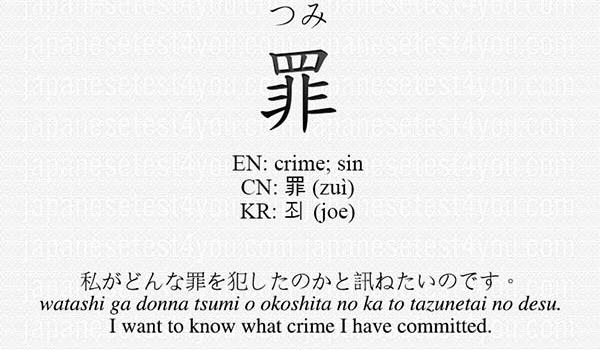 つみ
罪
EN: crime; sin
CN: 罪 (zuì)
KR: 죄 (joe)
私がどんな罪を犯したのかと訊ねたいのです。
watashi ga donna tsumi o okoshita no ka to tazunetai no desu.
I want to know what crime I have committed.
japanesetest4you.com